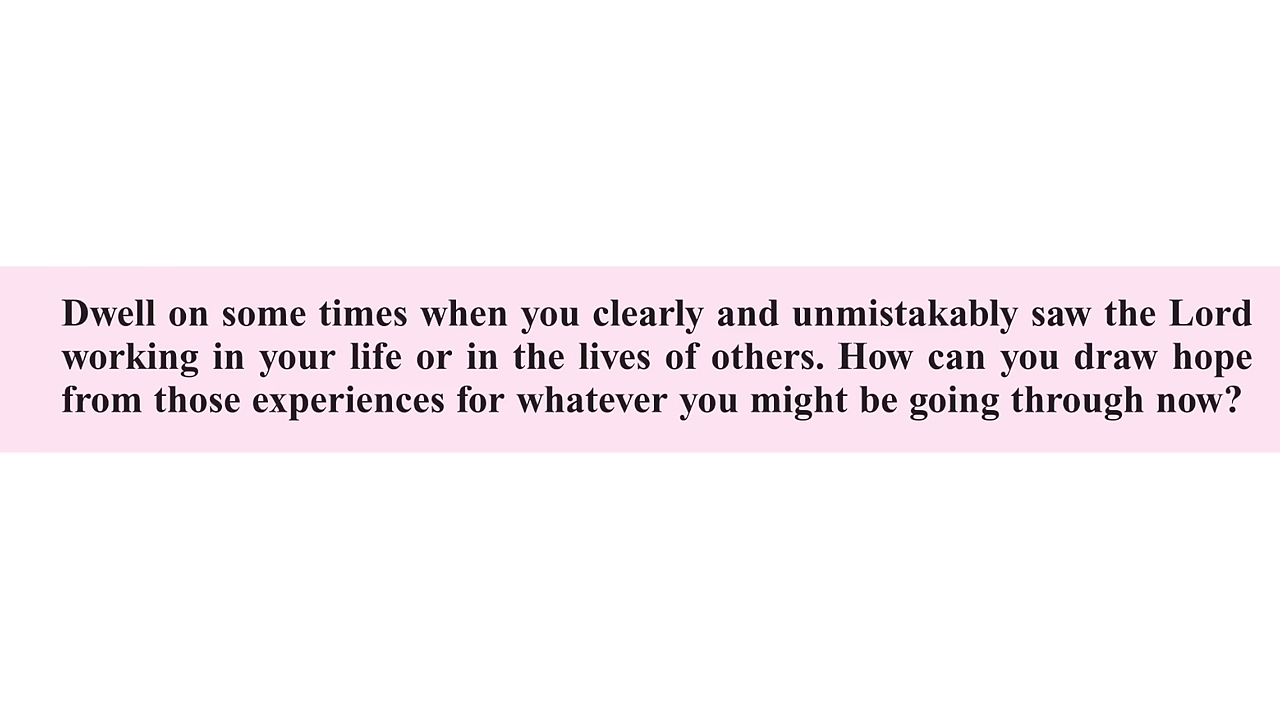 Dwell on some times when you clearly and unmistakably saw the Lord
working in your life or in the lives of others. How can you draw hope
from those experiences for whatever you might be going through now?